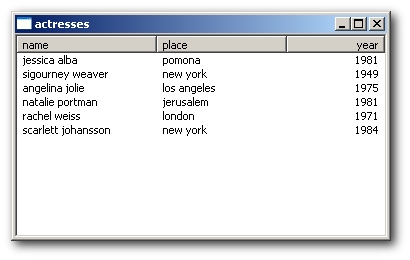 actresses
name place year
jessica alba pomona 1981
sigourney weaver new york 1949
angelina jolie los angeles 1975
natalie portman jerusalem 1981
rachel weiss london 1971
scarlett johansson new york 1984